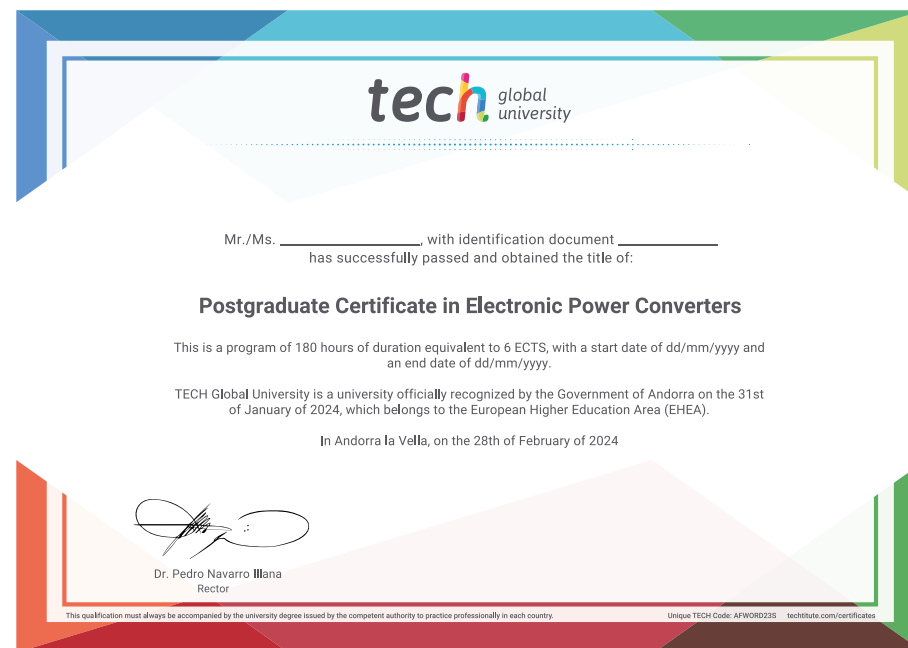 tech global
university
Mr./Ms. ____________________, with identification document ______________
has successfully passed and obtained the title of:
Postgraduate Certificate in Electronic Power Converters
This is a program of 180 hours of duration equivalent to 6 ECTS, with a start date of dd/mm/yyyy and
an end date of dd/mm/yyyy.
TECH Global University is a university officially recognized by the Government of Andorra on the 31st
of January of 2024, which belongs to the European Higher Education Area (EHEA).
In Andorra la Vella, on the 28th of February of 2024
Dr. Pedro Navarro Illana
Rector
This qualification must always be accompanied by the university degree issued by the competent authority to practice professionally in each country.
Unique TECH Code: AFWORD23S techtitute.com/certificates